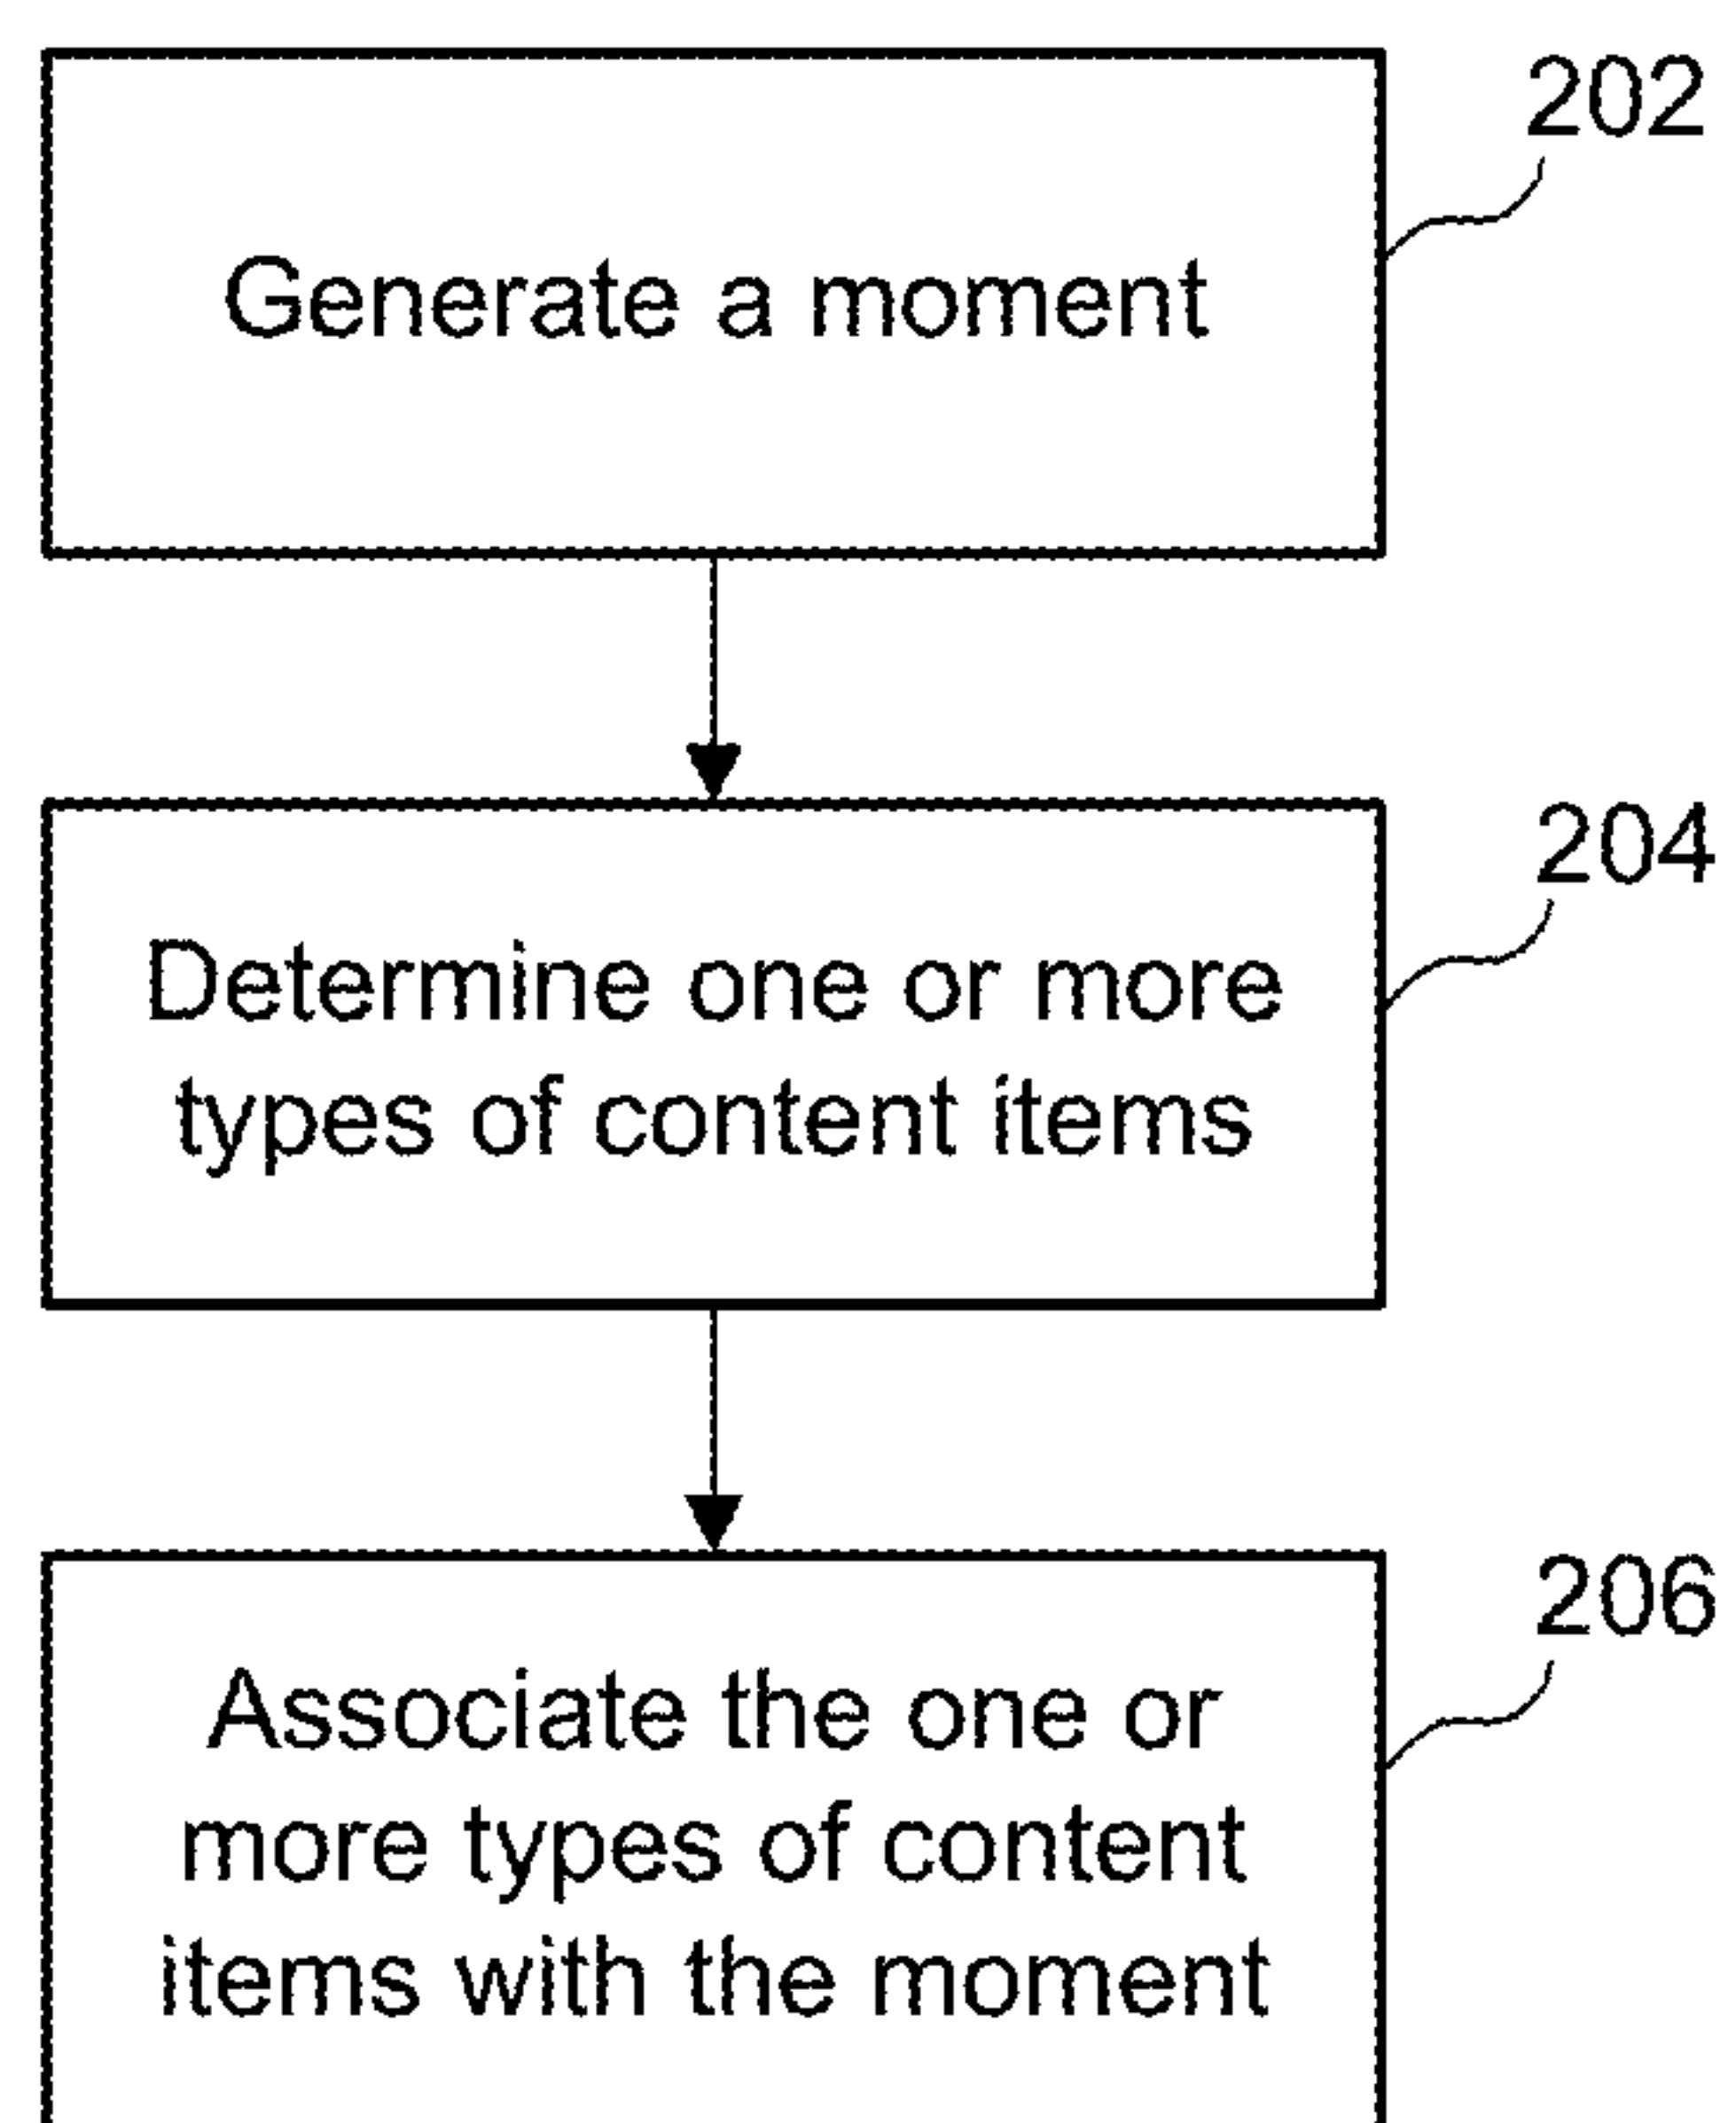 202
Generate a moment
204
Determine one or more
types of content items
206
Associate the one or
more types of content
items with the moment